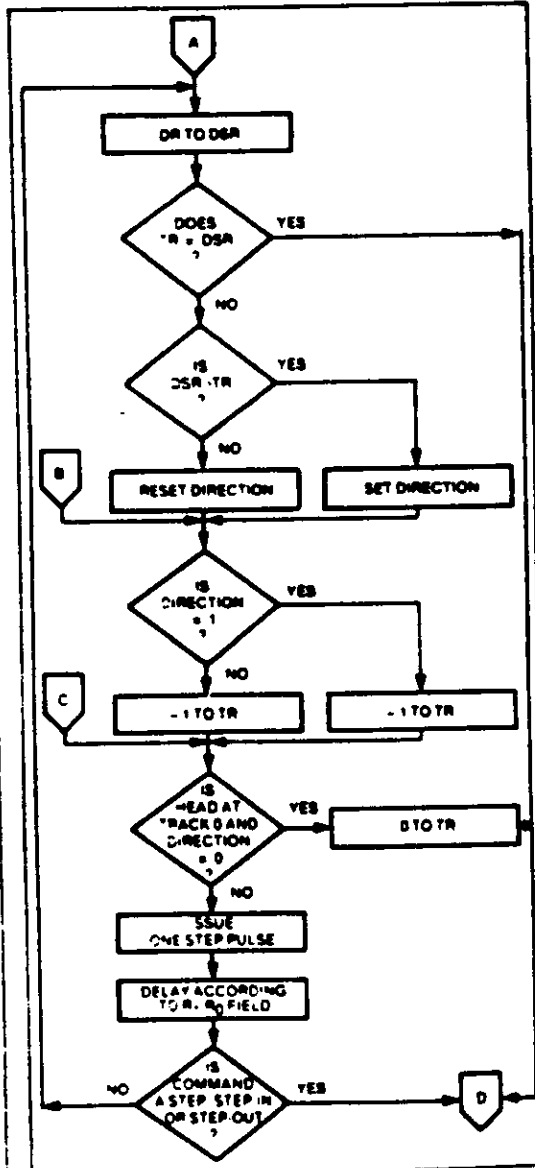 A
DR TO DSR
DOES
TR = DSR
?
YES
NO
IS
DSR TR
?
YES
NO
B
RESET DIRECTION
SET DIRECTION
IS
DIRECTION
= 1
?
YES
NO
C
- 1 TO TR
- 1 TO TR
IS
HEAD AT
TRACK 0 AND
DIRECTION
= 0
?
YES
0 TO TR
NO
ISSUE
ONE STEP PULSE
DELAY ACCORDING
TO R1 R0 FIELD
IS
COMMAND
A STEP STEP IN
OR STEP-OUT
?
NO
YES
D